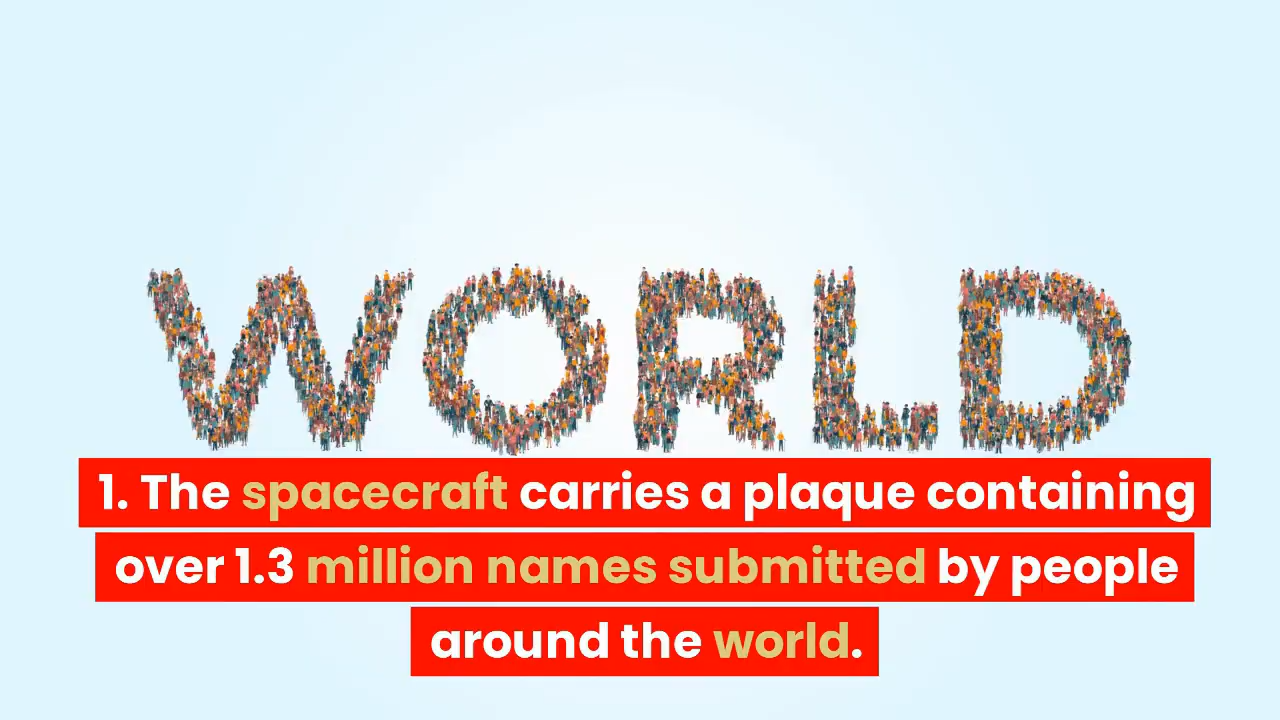 WORLD
1. The spacecraft carries a plaque containing
over 1.3 million names submitted by people
around the world.